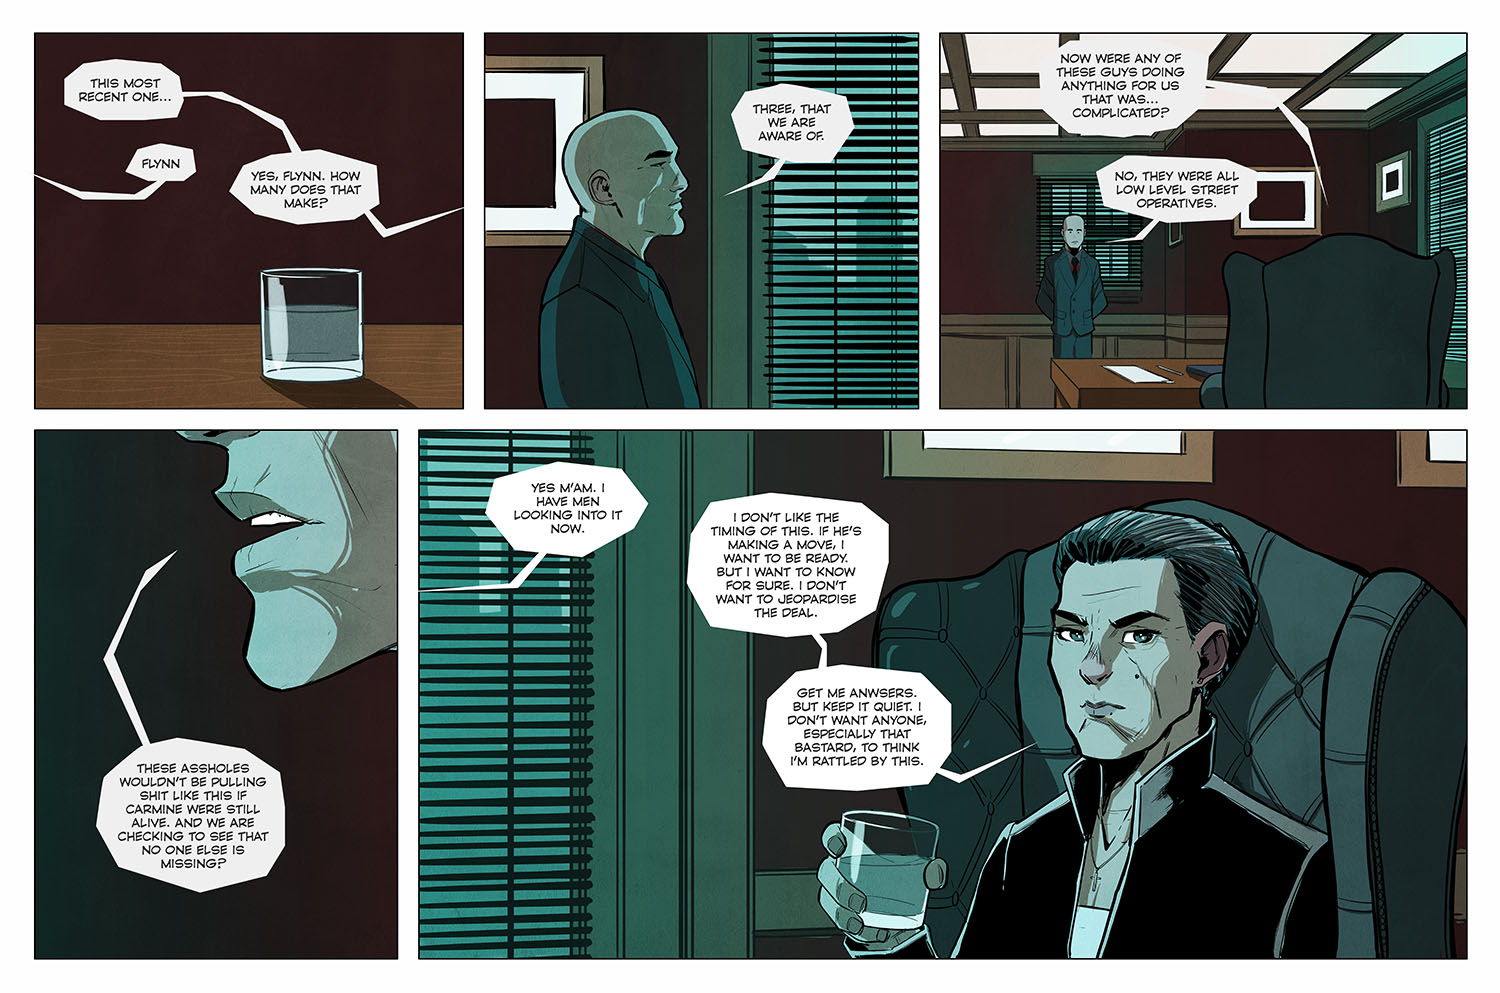 THIS MOST
RECENT ONE...
FLYNN
YES, FLYNN. HOW
MANY DOES THAT
MAKE?
THREE, THAT
WE ARE
AWARE OF.
NOW WERE ANY OF
THESE GUYS DOING
ANYTHING FOR US
THAT WAS...
COMPLICATED?
NO, THEY WERE ALL
LOW LEVEL STREET
OPERATIVES.
THESE ASSHOLES
WOULDN'T BE PULLING
SHIT LIKE THIS IF
CARMINE WERE STILL
ALIVE. AND WE ARE
CHECKING TO SEE THAT
NO ONE ELSE IS
MISSING?
YES M'AM. I
HAVE MEN
LOOKING INTO IT
NOW.
I DON'T LIKE THE
TIMING OF THIS. IF HE'S
MAKING A MOVE, I
WANT TO BE READY.
BUT I WANT TO KNOW
FOR SURE. I DON'T
WANT TO JEOPARDISE
THE DEAL.
GET ME ANWSERS.
BUT KEEP IT QUIET. I
DON'T WANT ANYONE,
ESPECIALLY THAT
BASTARD, TO THINK
I'M RATTLED BY THIS.